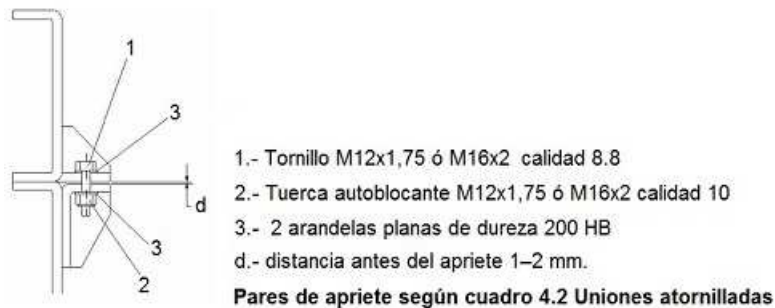 1
3
d
3
2
1.- Tornillo M12x1,75 ó M16x2 calidad 8.8
2.- Tuerca autoblocante M12x1,75 ó M16x2 calidad 10
3.- 2 arandelas planas de dureza 200 HB
d.- distancia antes del apriete 1–2 mm.
Pares de apriete según cuadro 4.2 Uniones atornilladas